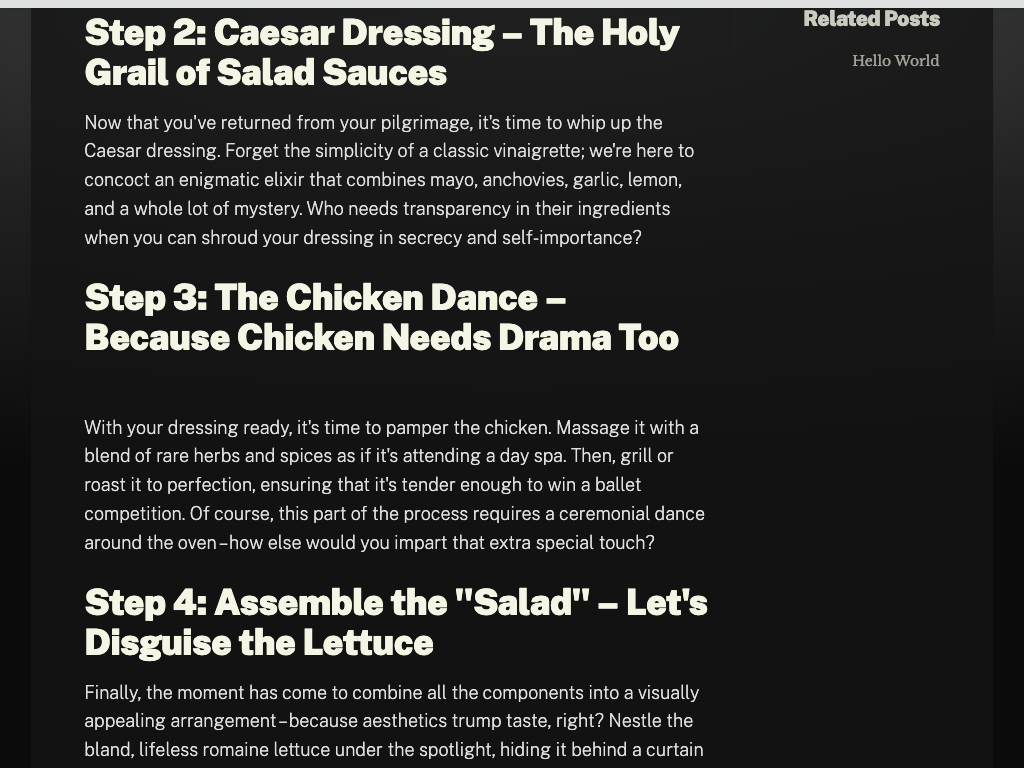 Step 2: Caesar Dressing – The Holy
Grail of Salad Sauces
Now that you've returned from your pilgrimage, it's time to whip up the
Caesar dressing. Forget the simplicity of a classic vinaigrette; we're here to
concoct an enigmatic elixir that combines mayo, anchovies, garlic, lemon,
and a whole lot of mystery. Who needs transparency in their ingredients
when you can shroud your dressing in secrecy and self-importance?
Step 3: The Chicken Dance –
Because Chicken Needs Drama Too
With your dressing ready, it's time to pamper the chicken. Massage it with a
blend of rare herbs and spices as if it's attending a day spa. Then, grill or
roast it to perfection, ensuring that it's tender enough to win a ballet
competition. Of course, this part of the process requires a ceremonial dance
around the oven–how else would you impart that extra special touch?
Step 4: Assemble the "Salad" – Let's
Disguise the Lettuce
Finally, the moment has come to combine all the components into a visually
appealing arrangement–because aesthetics trump taste, right? Nestle the
bland, lifeless romaine lettuce under the spotlight, hiding it behind a curtain
Related Posts
Hello World